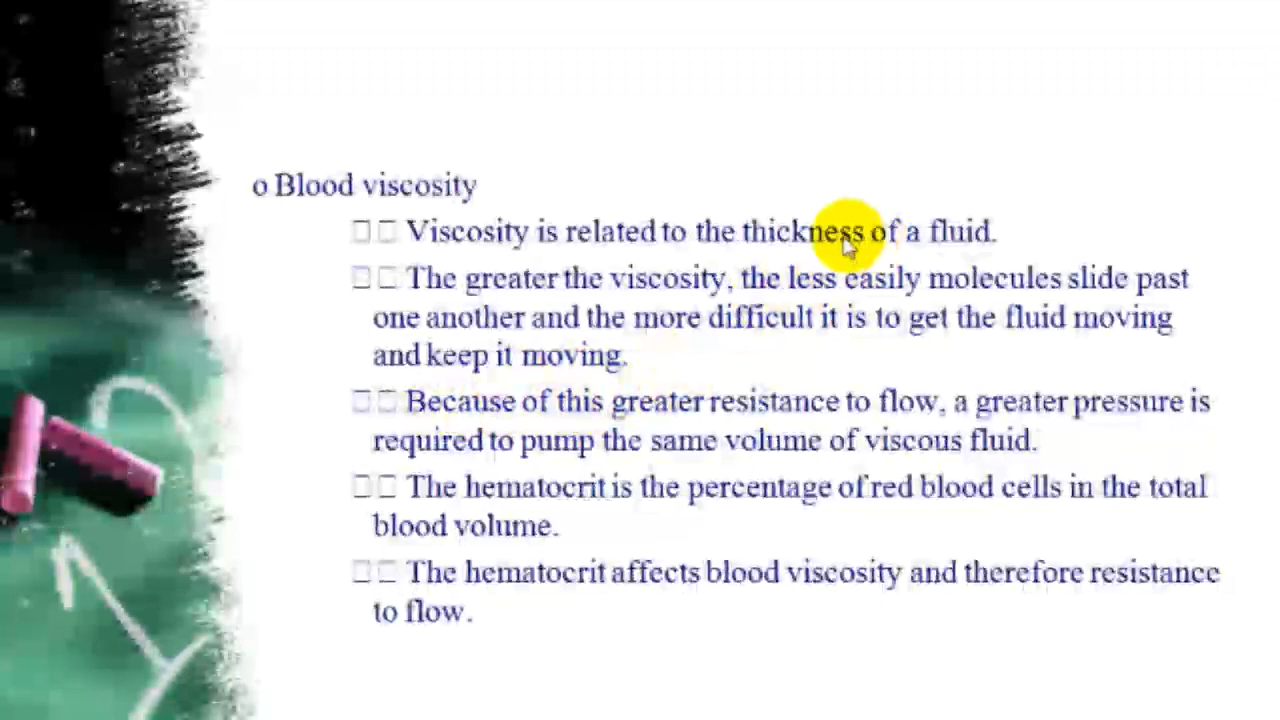 o Blood viscosity
□□ Viscosity is related to the thickness of a fluid.
□□ The greater the viscosity, the less easily molecules slide past
one another and the more difficult it is to get the fluid moving
and keep it moving.
□□ Because of this greater resistance to flow, a greater pressure is
required to pump the same volume of viscous fluid.
□□ The hematocrit is the percentage of red blood cells in the total
blood volume.
□□ The hematocrit affects blood viscosity and therefore resistance
to flow.